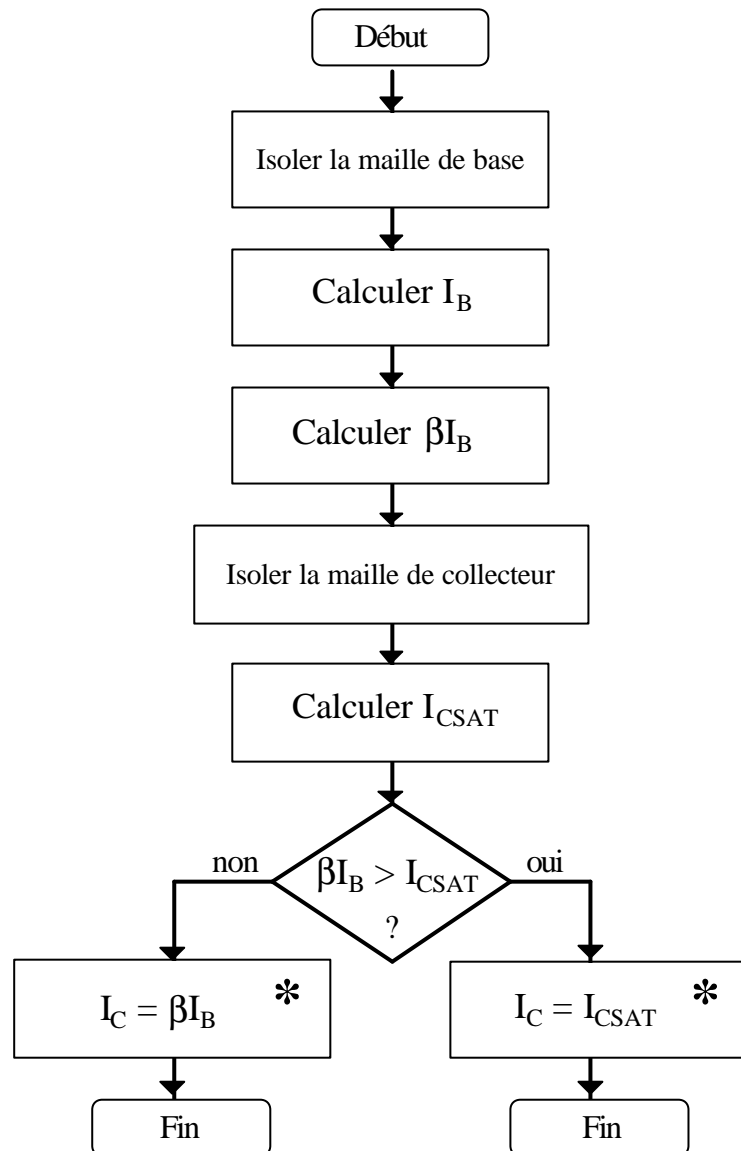 Début
Isoler la maille de base
Calculer I_B
Calculer βI_B
Isoler la maille de collecteur
Calculer I_CSAT
non
βI_B > I_CSAT
?
oui
I_C = βI_B *
I_C = I_CSAT *
Fin
Fin